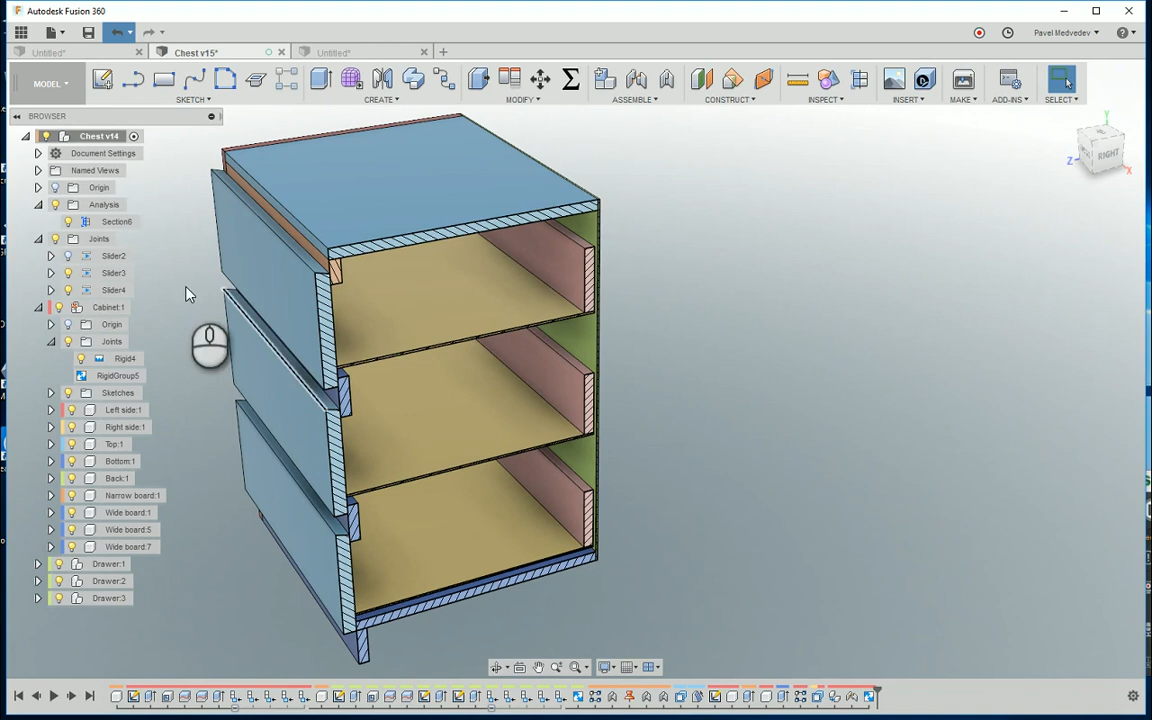 Autodesk Fusion 360
Pavel Medvedev
Untitled*
Chest v15*
Untitled*
MODEL
SKETCH
CREATE
MODIFY
ASSEMBLE
CONSTRUCT
INSPECT
INSERT
MAKE
ADD-INS
SELECT
BROWSER
Chest v14
Document Settings
Named Views
Origin
Analysis
Section6
Joints
Slider2
Slider3
Slider4
Cabinet:1
Origin
Joints
Rigid4
RigidGroup5
Sketches
Left side:1
Right side:1
Top:1
Bottom:1
Back:1
Narrow board:1
Wide board:1
Wide board:5
Wide board:7
Drawer:1
Drawer:2
Drawer:3
Y
Z
X
RIGHT